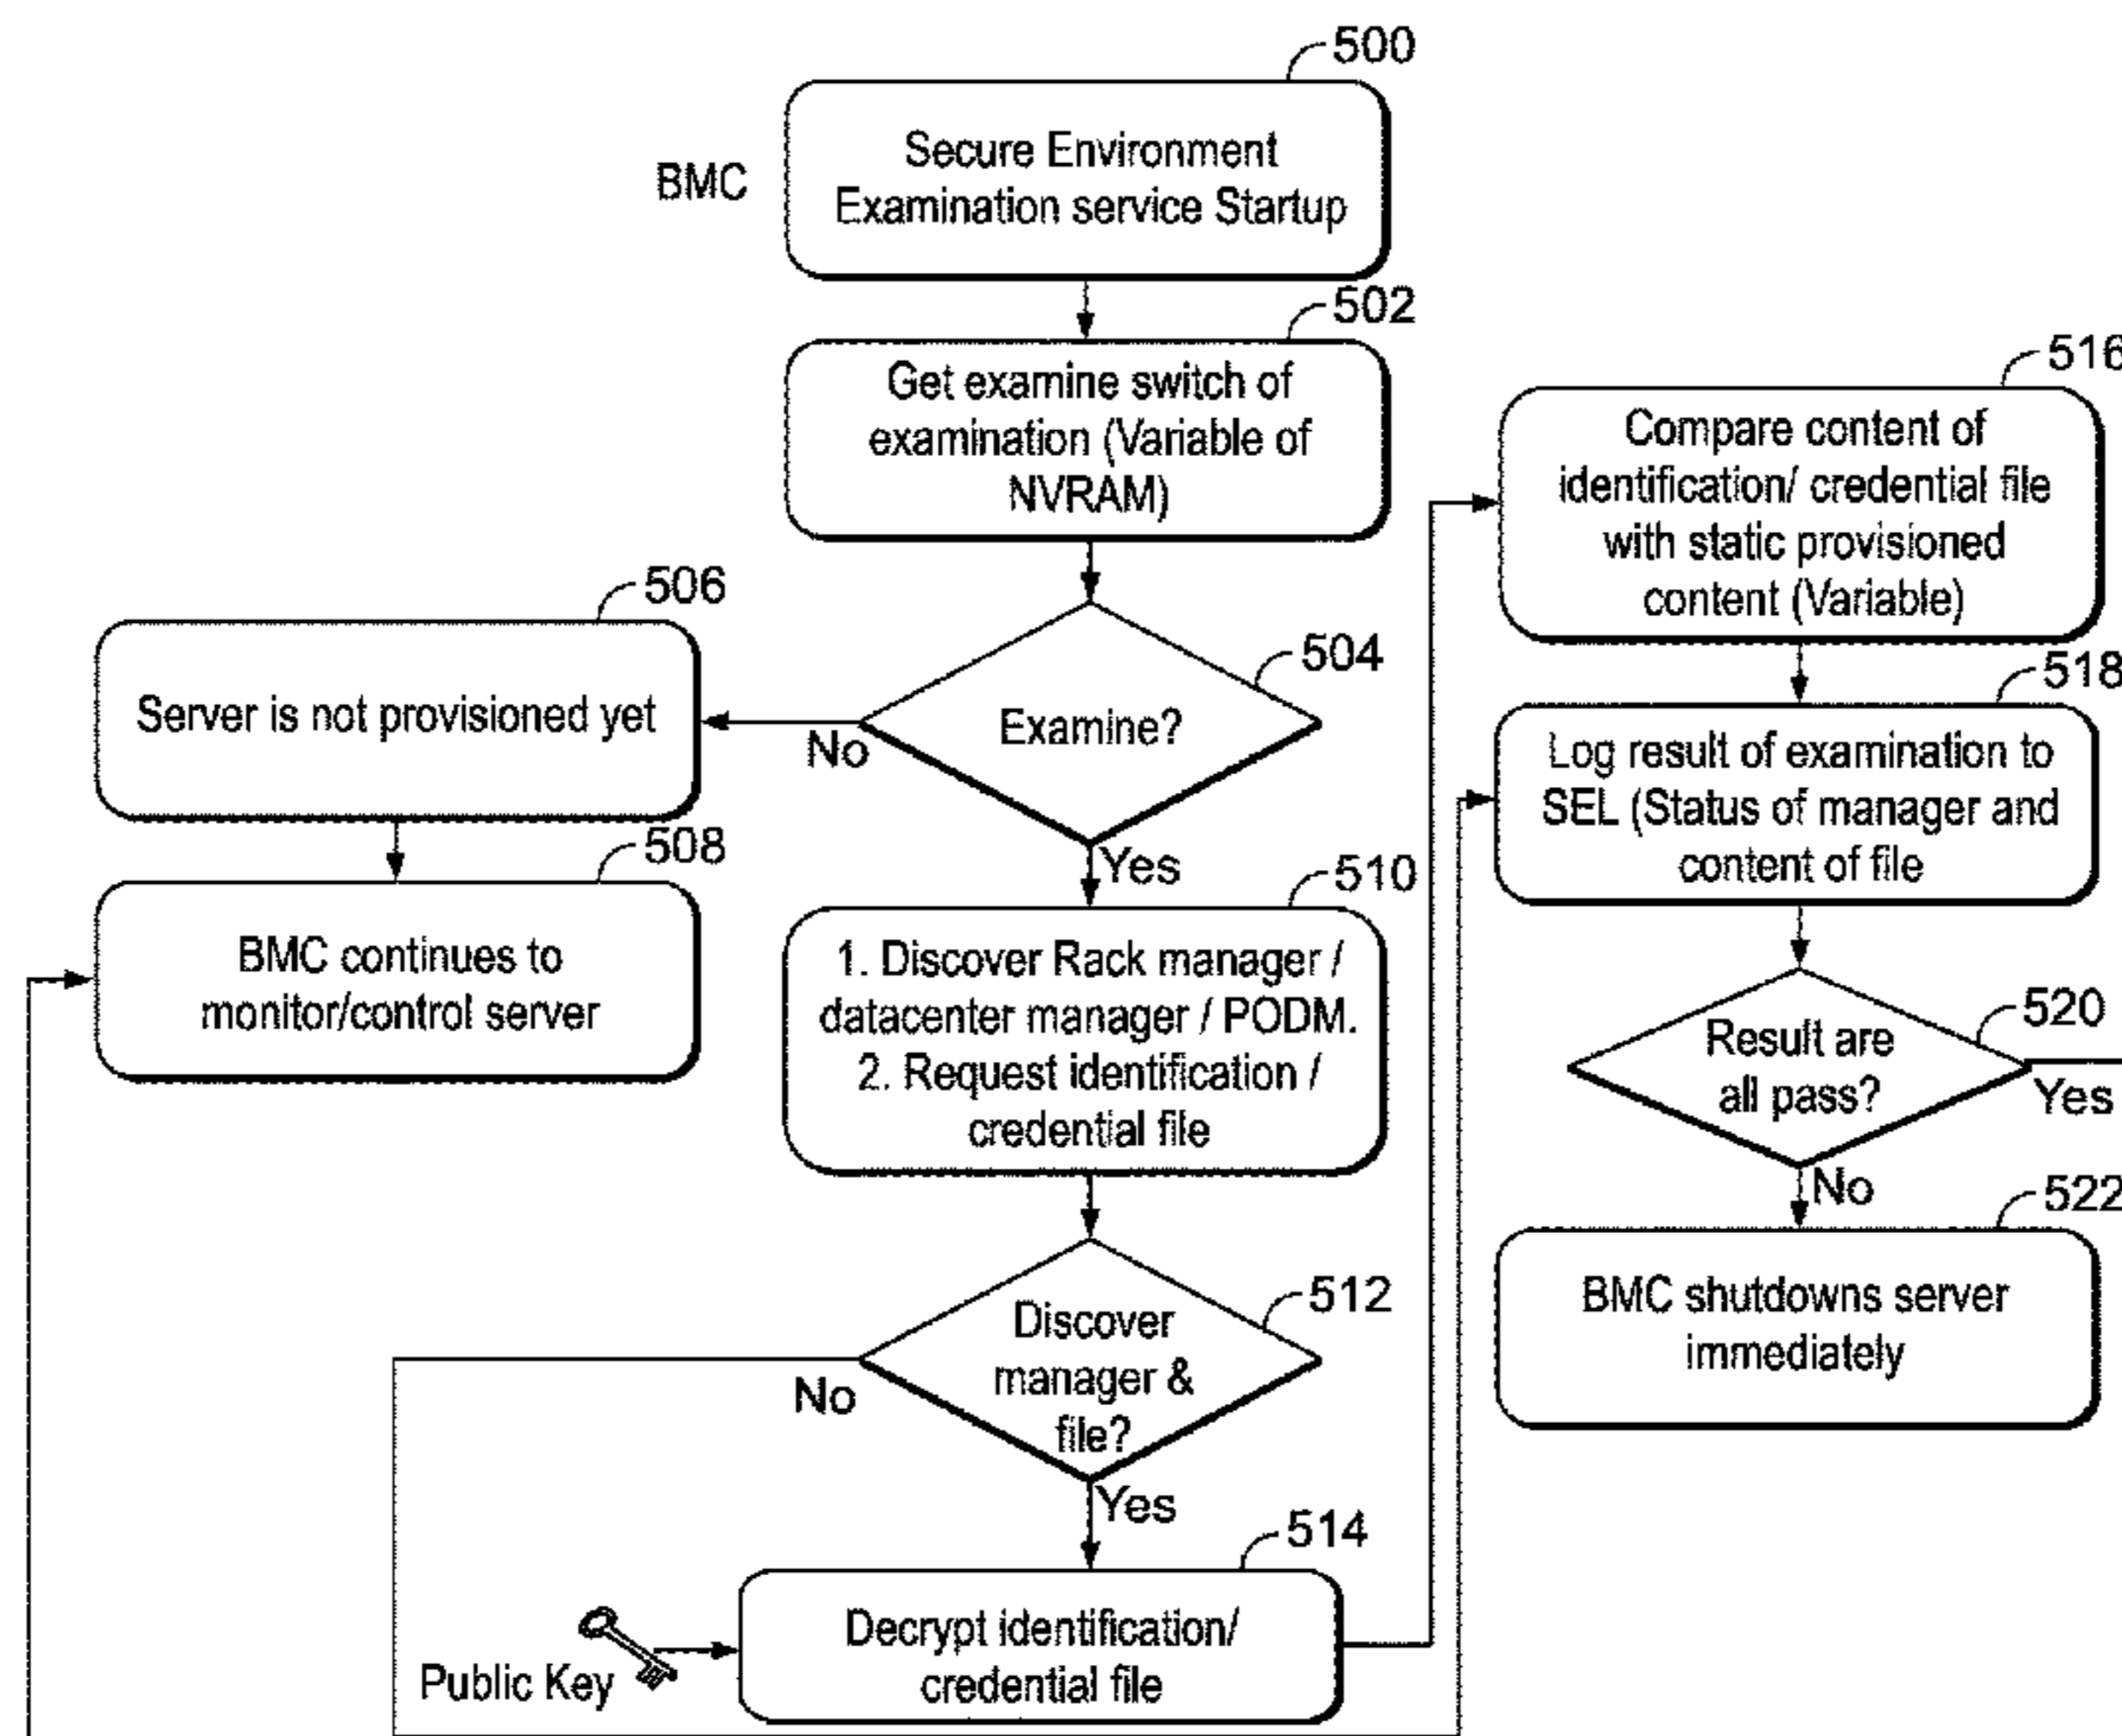 500
BMC
Secure Environment
Examination service Startup
502
Get examine switch of
examination (Variable of
NVRAM)
504
Examine?
No
Yes
506
Server is not provisioned yet
508
BMC continues to
monitor/control server
510
1. Discover Rack manager /
datacenter manager / PODM.
2. Request identification /
credential file
512
Discover
manager &
file?
No
Yes
514
Decrypt identification/
credential file
Public Key
516
Compare content of
identification/ credential file
with static provisioned
content (Variable)
518
Log result of examination to
SEL (Status of manager and
content of file
520
Result are
all pass?
Yes
No
522
BMC shutdowns server
immediately